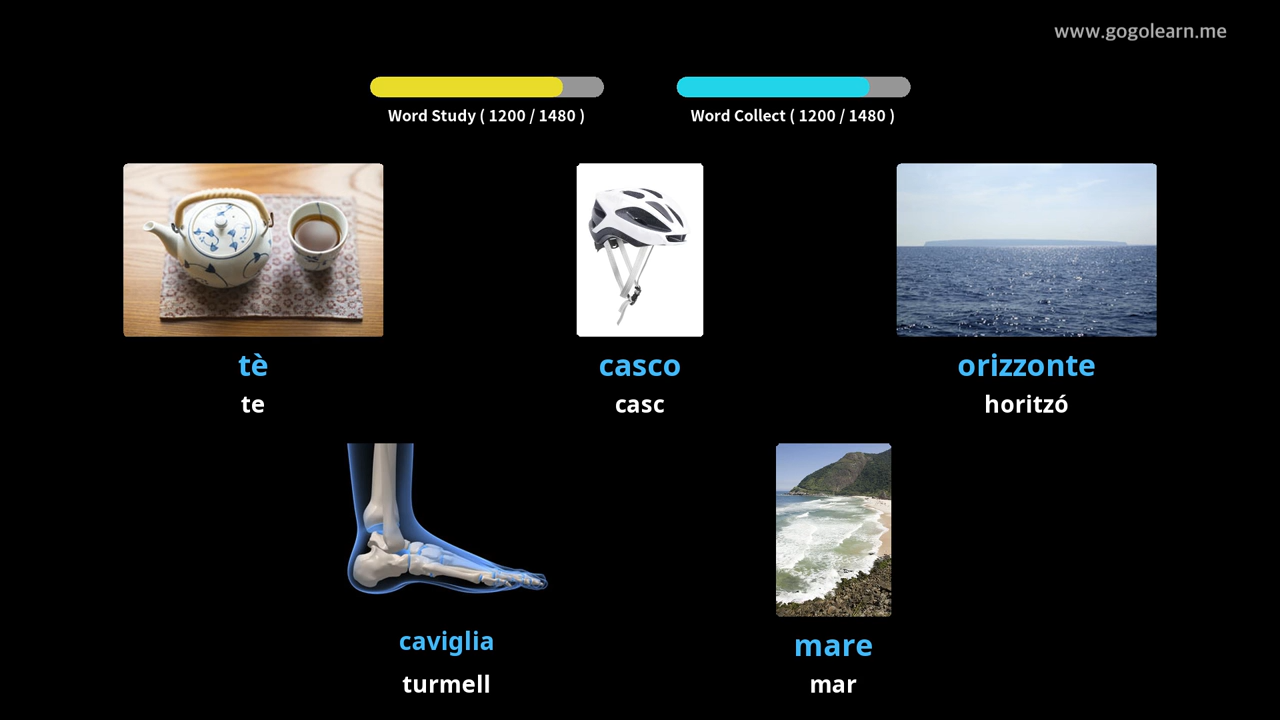 www.gogolearn.me
Word Study ( 1200 / 1480 )
Word Collect ( 1200 / 1480 )
tè
te
casco
casc
orizzonte
horitzó
caviglia
turmell
mare
mar